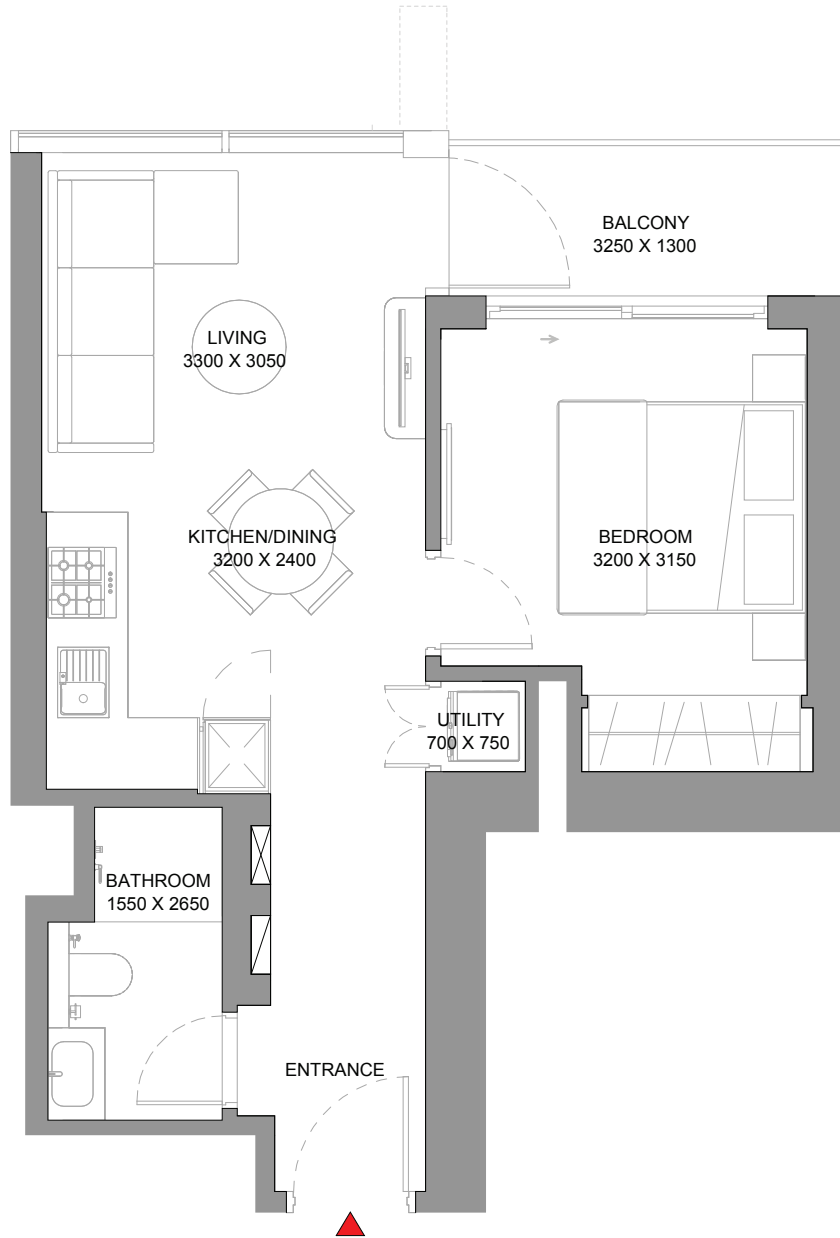 BALCONY
3250 X 1300
LIVING
3300 X 3050
KITCHEN/DINING
3200 X 2400
BEDROOM
3200 X 3150
UTILITY
700 X 750
BATHROOM
1550 X 2650
ENTRANCE